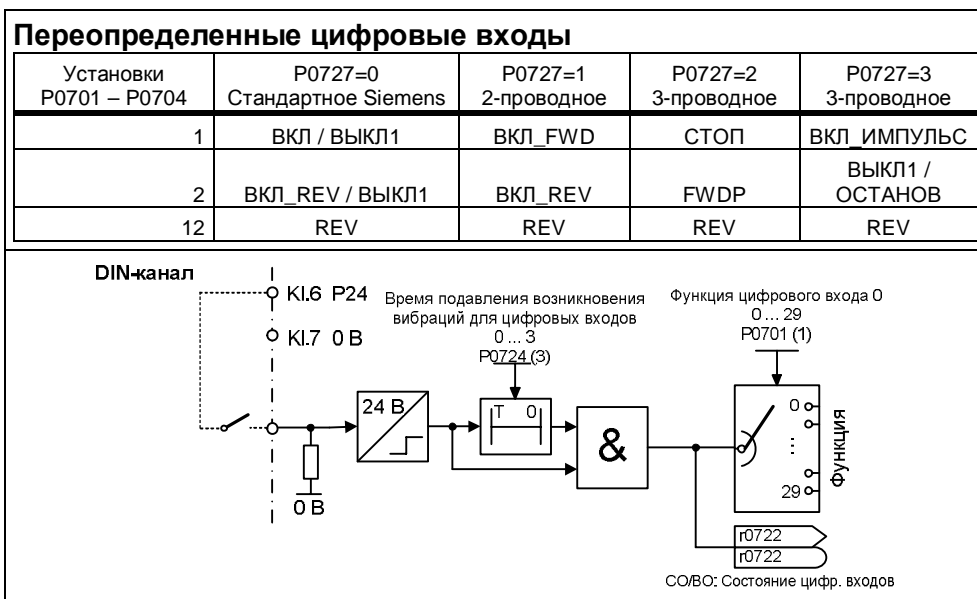 Переопределенные цифровые входы
Установки P0701 – P0704 P0727=0 Стандартное Siemens P0727=1 2-проводное P0727=2 3-проводное P0727=3 3-проводное
1 ВКЛ / ВЫКЛ1 ВКЛ_FWD СТОП ВКЛ_ИМПУЛЬС
2 ВКЛ_REV / ВЫКЛ1 ВКЛ_REV FWDP ВЫКЛ1 / ОСТАНОВ
12 REV REV REV REV
DIN-канал
Kl.6 P24
Kl.7 0 В
Время подавления возникновения
вибраций для цифровых входов
0 ... 3
P0724 (3)
Функция цифрового входа 0
0 ... 29
P0701 (1)
24 В
T 0
&
0
...
29
Функция
0 В
r0722
r0722
CO/BO: Состояние цифр. входов